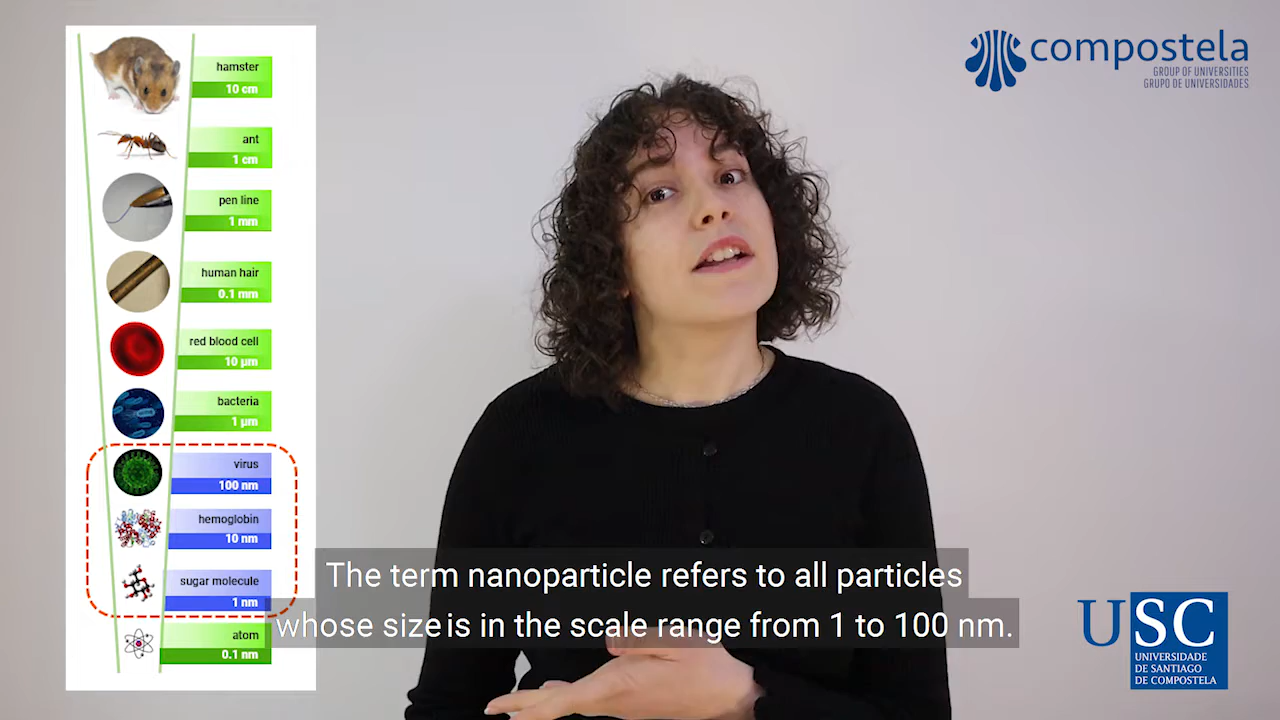 hamster
10 cm
ant
1 cm
pen line
1 mm
human hair
0.1 mm
red blood cell
10 µm
bacteria
1 µm
virus
100 nm
hemoglobin
10 nm
sugar molecule
1 nm
atom
0.1 nm
compostela
GROUP OF UNIVERSITIES
GRUPO DE UNIVERSIDADES
The term nanoparticle refers to all particles
whose size is in the scale range from 1 to 100 nm.
USC
UNIVERSIDADE
DE SANTIAGO
DE COMPOSTELA